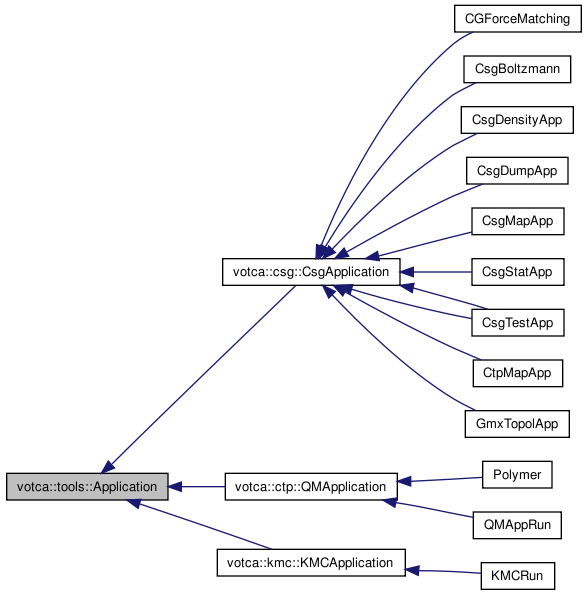 CGForceMatching
CsgBoltzmann
CsgDensityApp
CsgDumpApp
CsgMapApp
votca::csg::CsgApplication
CsgStatApp
CsgTestApp
CtpMapApp
GmxTopolApp
votca::tools::Application
votca::ctp::QMApplication
Polymer
QMAppRun
votca::kmc::KMCApplication
KMCRun